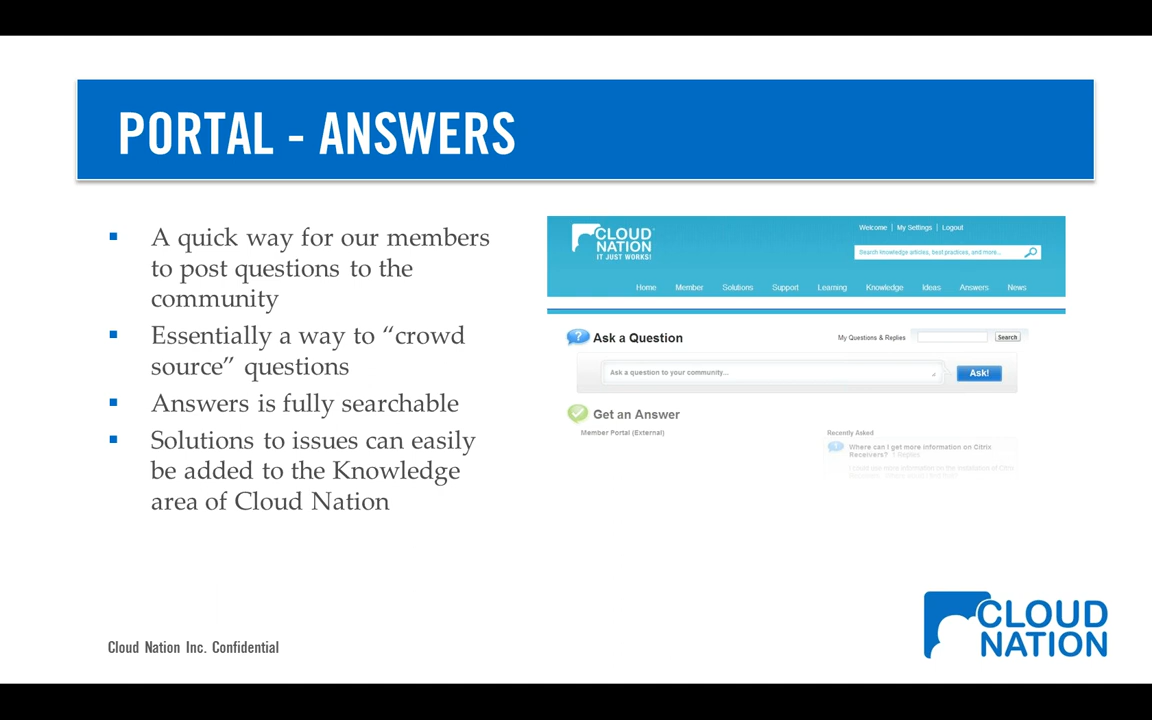 PORTAL - ANSWERS
▪ A quick way for our members
to post questions to the
community
▪ Essentially a way to “crowd
source” questions
▪ Answers is fully searchable
▪ Solutions to issues can easily
be added to the Knowledge
area of Cloud Nation
CLOUD
NATION
IT JUST WORKS!
Welcome | My Settings | Logout
Search knowledge articles, best practices, and more...
Home Member Solutions Support Learning Knowledge Ideas Answers News
Ask a Question
My Questions & Replies Search
Ask a question to your community... Ask!
Get an Answer
Member Portal (External)
Recently Asked
Where can I get more information on Citrix
Receivers? 1 Replies
Cloud Nation Inc. Confidential
CLOUD
NATION